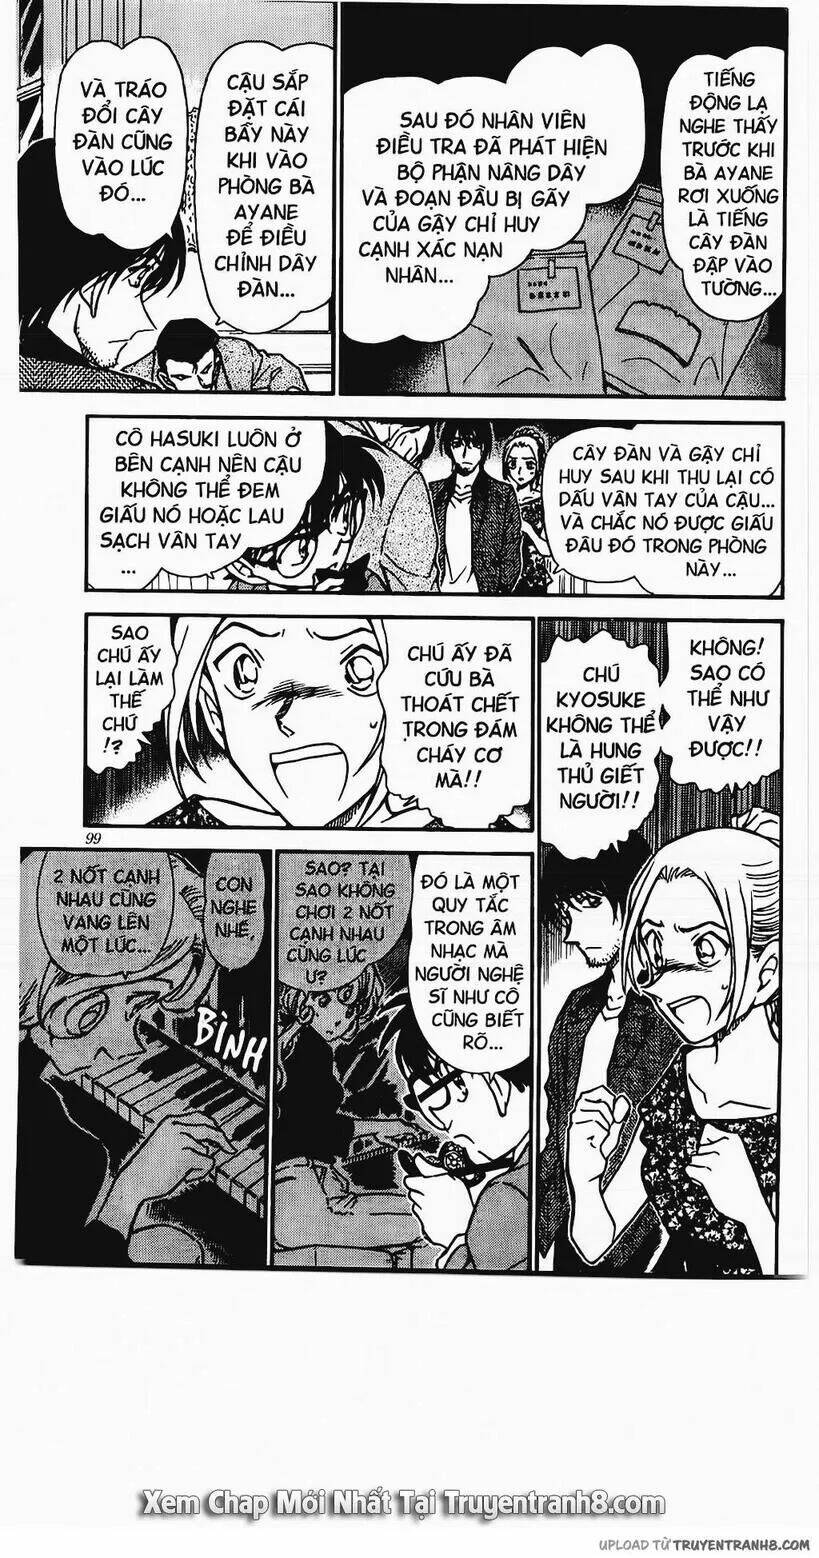 TIẾNG
ĐỘNG LẠ
NGHE THẤY
TRƯỚC KHI
BÀ AYANE
RƠI XUỐNG
LÀ TIẾNG
CÂY ĐÀN
ĐẬP VÀO
TƯỜNG...
SAU ĐÓ NHÂN VIÊN
ĐIỀU TRA ĐÃ PHÁT HIỆN
BỘ PHẬN NÂNG DÂY
VÀ ĐOẠN ĐẦU BỊ GÃY
CỦA GẬY CHỈ HUY
CẠNH XÁC NẠN
NHÂN...
CẬU SẮP
ĐẶT CÁI
BẪY NÀY
KHI VÀO
PHÒNG BÀ
AYANE
ĐỂ ĐIỀU
CHỈNH DÂY
ĐÀN...
VÀ TRÁO
ĐỔI CÂY
ĐÀN CŨNG
VÀO LÚC
ĐÓ...
CÂY ĐÀN VÀ GẬY CHỈ
HUY SAU KHI THU LẠI CÓ
DẤU VÂN TAY CỦA CẬU...
VÀ CHẮC NÓ ĐƯỢC GIẤU
ĐÂU ĐÓ TRONG PHÒNG
NÀY...
CÔ HASUKI LUÔN Ở
BÊN CẠNH NÊN CẬU
KHÔNG THỂ ĐEM
GIẤU NÓ HOẶC LAU
SẠCH VÂN TAY
...
KHÔNG!
SAO CÓ
THỂ NHƯ
VẬY
ĐƯỢC!!
CHÚ
KYOSUKE
KHÔNG THỂ
LÀ HUNG
THỦ GIẾT
NGƯỜI!!
CHÚ ẤY ĐÃ
CỨU BÀ
THOÁT CHẾT
TRONG ĐÁM
CHÁY CƠ
MÀ!!
SAO
CHÚ ẤY
LẠI LÀM
THẾ
CHỨ
!?
99
ĐÓ LÀ MỘT
QUY TẮC
TRONG ÂM
NHẠC MÀ
NGƯỜI NGHỆ
SĨ NHƯ CÔ
CŨNG BIẾT
RÕ...
SAO? TẠI
SAO KHÔNG
CHƠI 2 NỐT
CẠNH NHAU
CÙNG LÚC
Ư?
CON
NGHE
NHÉ,
2 NỐT CẠNH
NHAU CÙNG
VANG LÊN
MỘT LÚC...
BÌNH
Xem Chap Mới Nhất Tại Truyentranh8.com
UPLOAD TỪ TRUYENTRANH8.COM